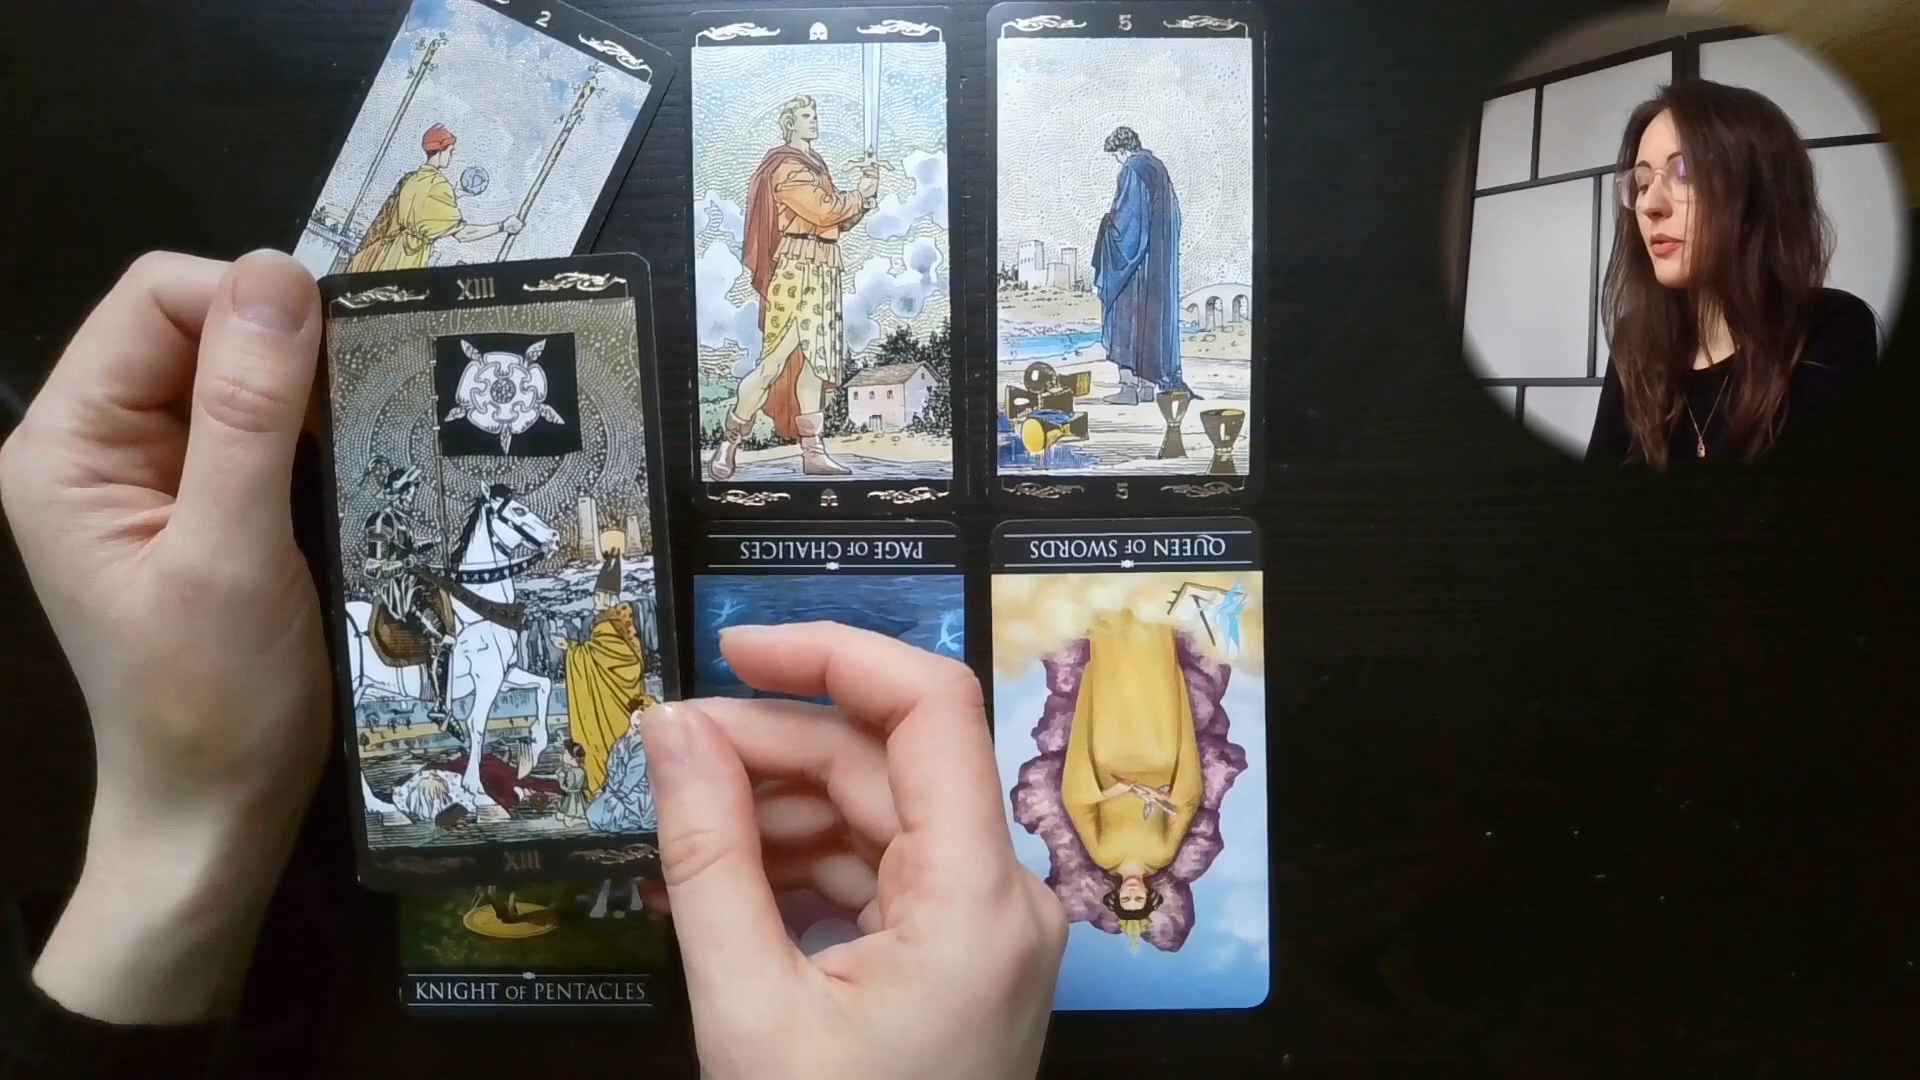 2
5
XIII
5
PAGE OF CHALICES
QUEEN OF SWORDS
XIII
KNIGHT OF PENTACLES